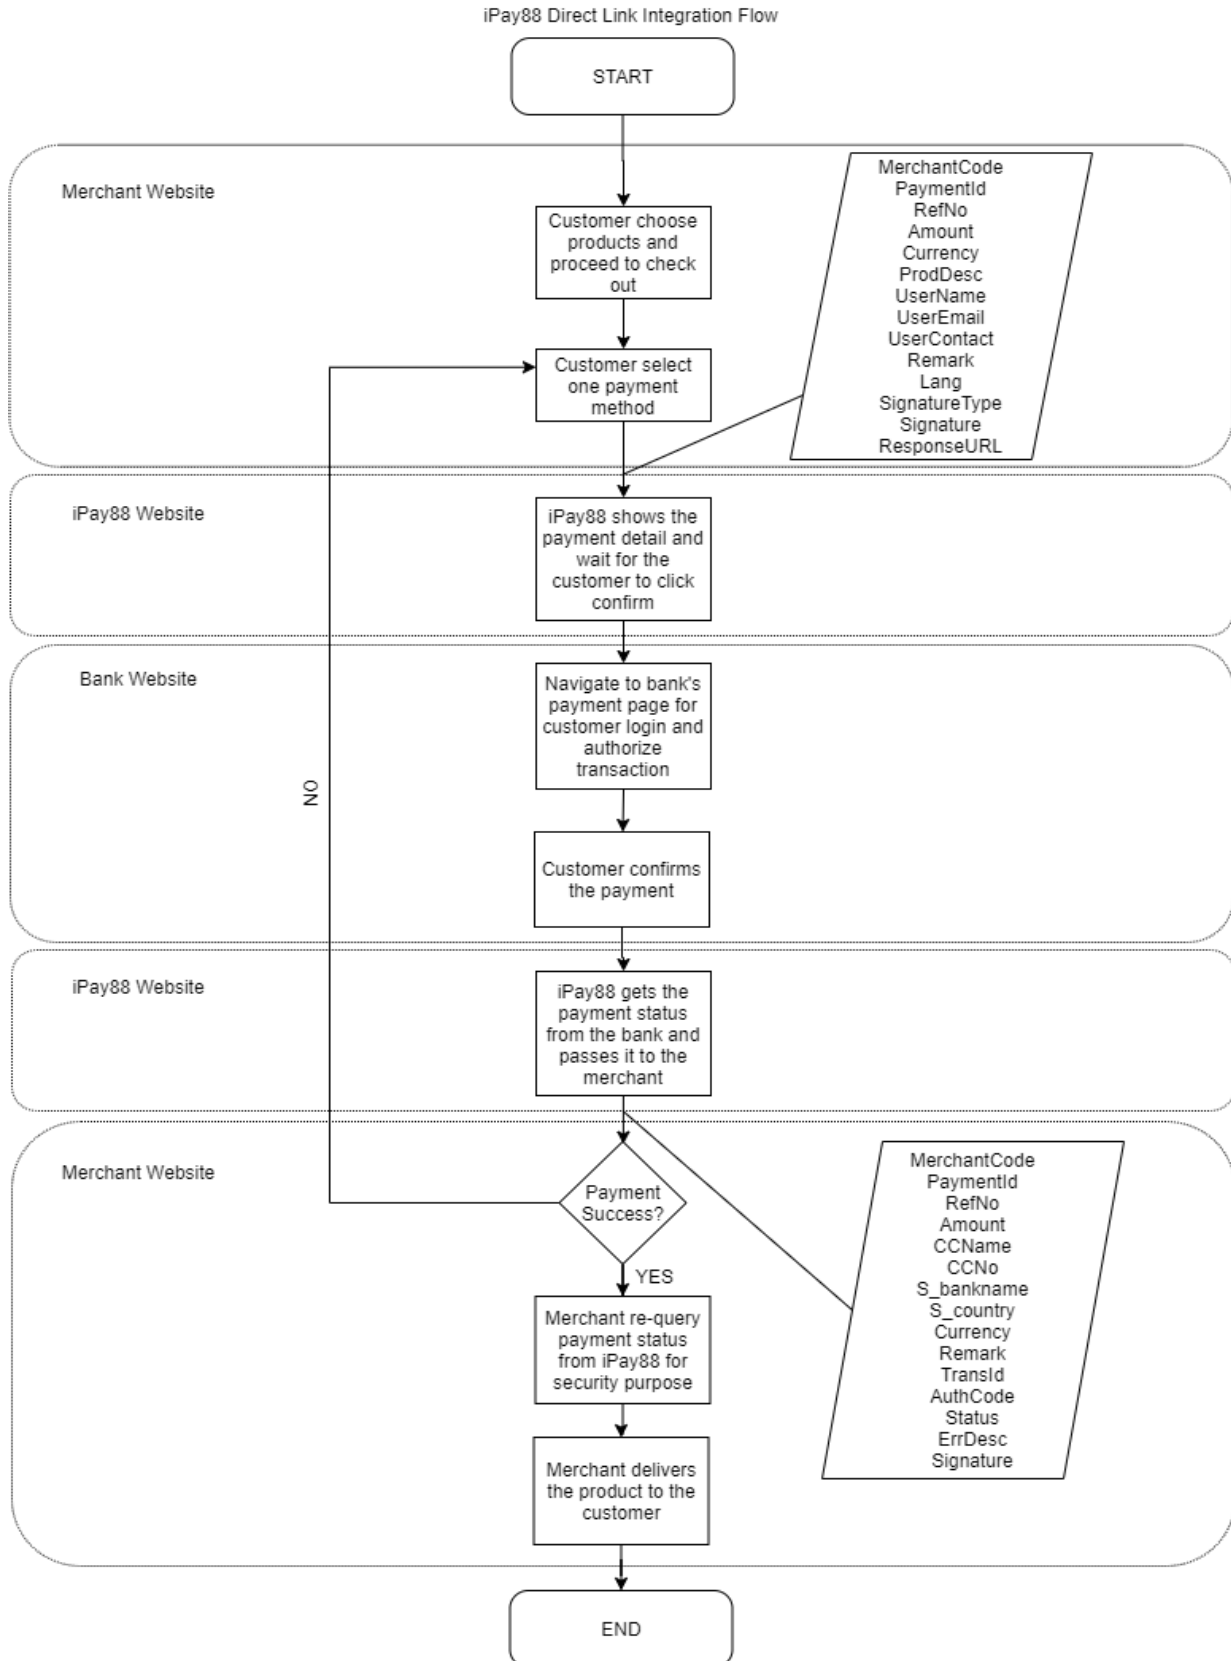 iPay88 Direct Link Integration Flow
START
Merchant Website
Customer choose
products and
proceed to check
out
MerchantCode
PaymentId
RefNo
Amount
Currency
ProdDesc
UserName
UserEmail
UserContact
Remark
Lang
SignatureType
Signature
ResponseURL
Customer select
one payment
method
iPay88 Website
iPay88 shows the
payment detail and
wait for the
customer to click
confirm
Bank Website
Navigate to bank's
payment page for
customer login and
authorize
transaction
NO
Customer confirms
the payment
iPay88 Website
iPay88 gets the
payment status
from the bank and
passes it to the
merchant
Merchant Website
Payment
Success?
YES
MerchantCode
PaymentId
RefNo
Amount
CCName
CCNo
S_bankname
S_country
Currency
Remark
TransId
AuthCode
Status
ErrDesc
Signature
Merchant re-query
payment status
from iPay88 for
security purpose
Merchant delivers
the product to the
customer
END